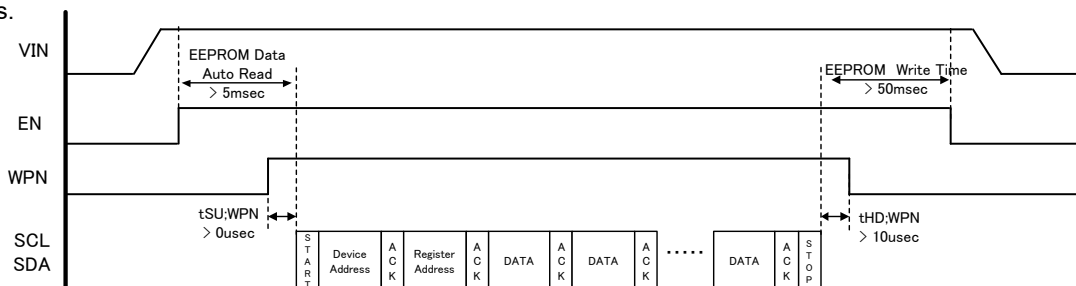 s.
VIN
EEPROM Data
Auto Read
> 5msec
EEPROM Write Time
> 50msec
EN
WPN
tSU;WPN
> 0usec
tHD;WPN
> 10usec
SCL
SDA
START
Device
Address
ACK
Register
Address
ACK
DATA
ACK
DATA
ACK
.....
DATA
ACK
STOP